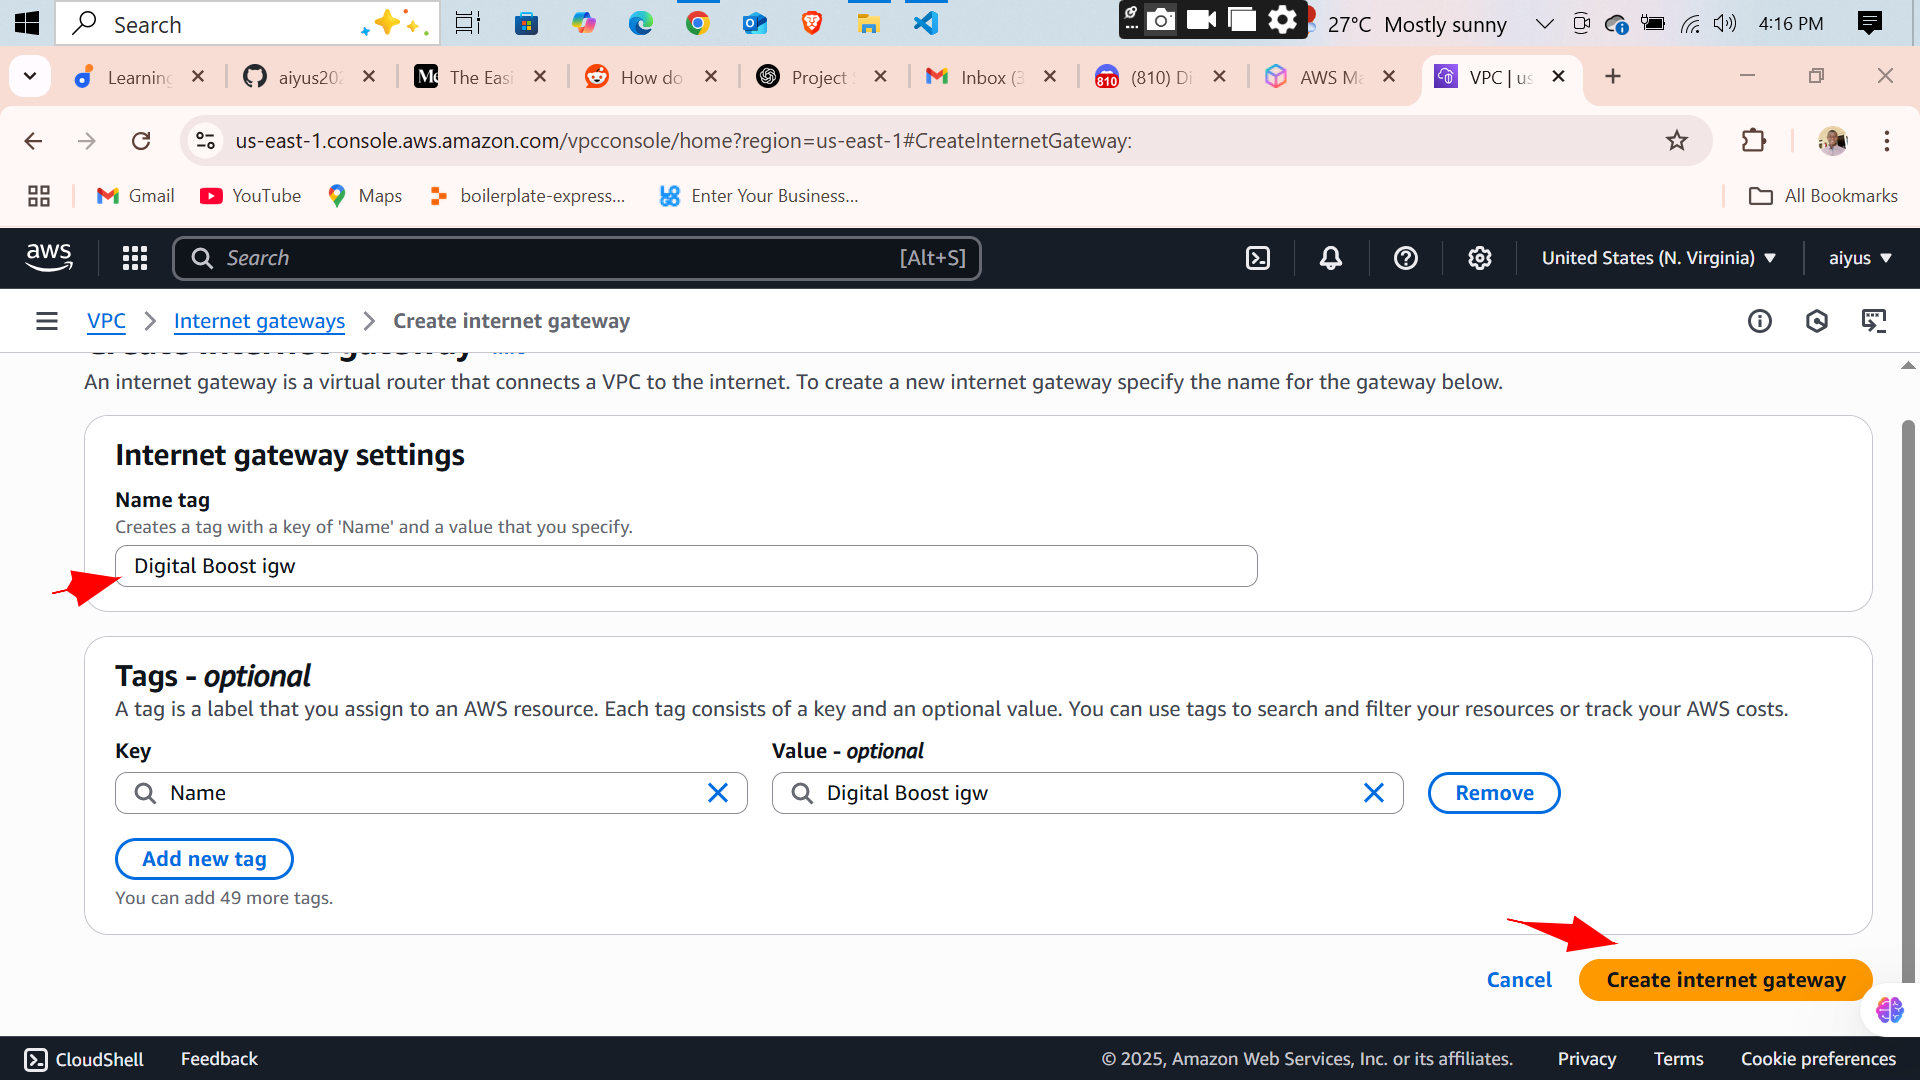 Search
27°C Mostly sunny
4:16 PM
Learning
aiyus202
Me
The Easi
How do
Project S
Inbox (3
810
(810) Di
AWS Ma
VPC | us
us-east-1.console.aws.amazon.com/vpcconsole/home?region=us-east-1#CreateInternetGateway:
Gmail
YouTube
Maps
boilerplate-express...
Enter Your Business...
All Bookmarks
aws
Search
[Alt+S]
United States (N. Virginia)
aiyus
VPC
Internet gateways
Create internet gateway
An internet gateway is a virtual router that connects a VPC to the internet. To create a new internet gateway specify the name for the gateway below.
Internet gateway settings
Name tag
Creates a tag with a key of 'Name' and a value that you specify.
Digital Boost igw
Tags - optional
A tag is a label that you assign to an AWS resource. Each tag consists of a key and an optional value. You can use tags to search and filter your resources or track your AWS costs.
Key
Value - optional
Name
Digital Boost igw
Remove
Add new tag
You can add 49 more tags.
Cancel
Create internet gateway
CloudShell
Feedback
© 2025, Amazon Web Services, Inc. or its affiliates.
Privacy
Terms
Cookie preferences